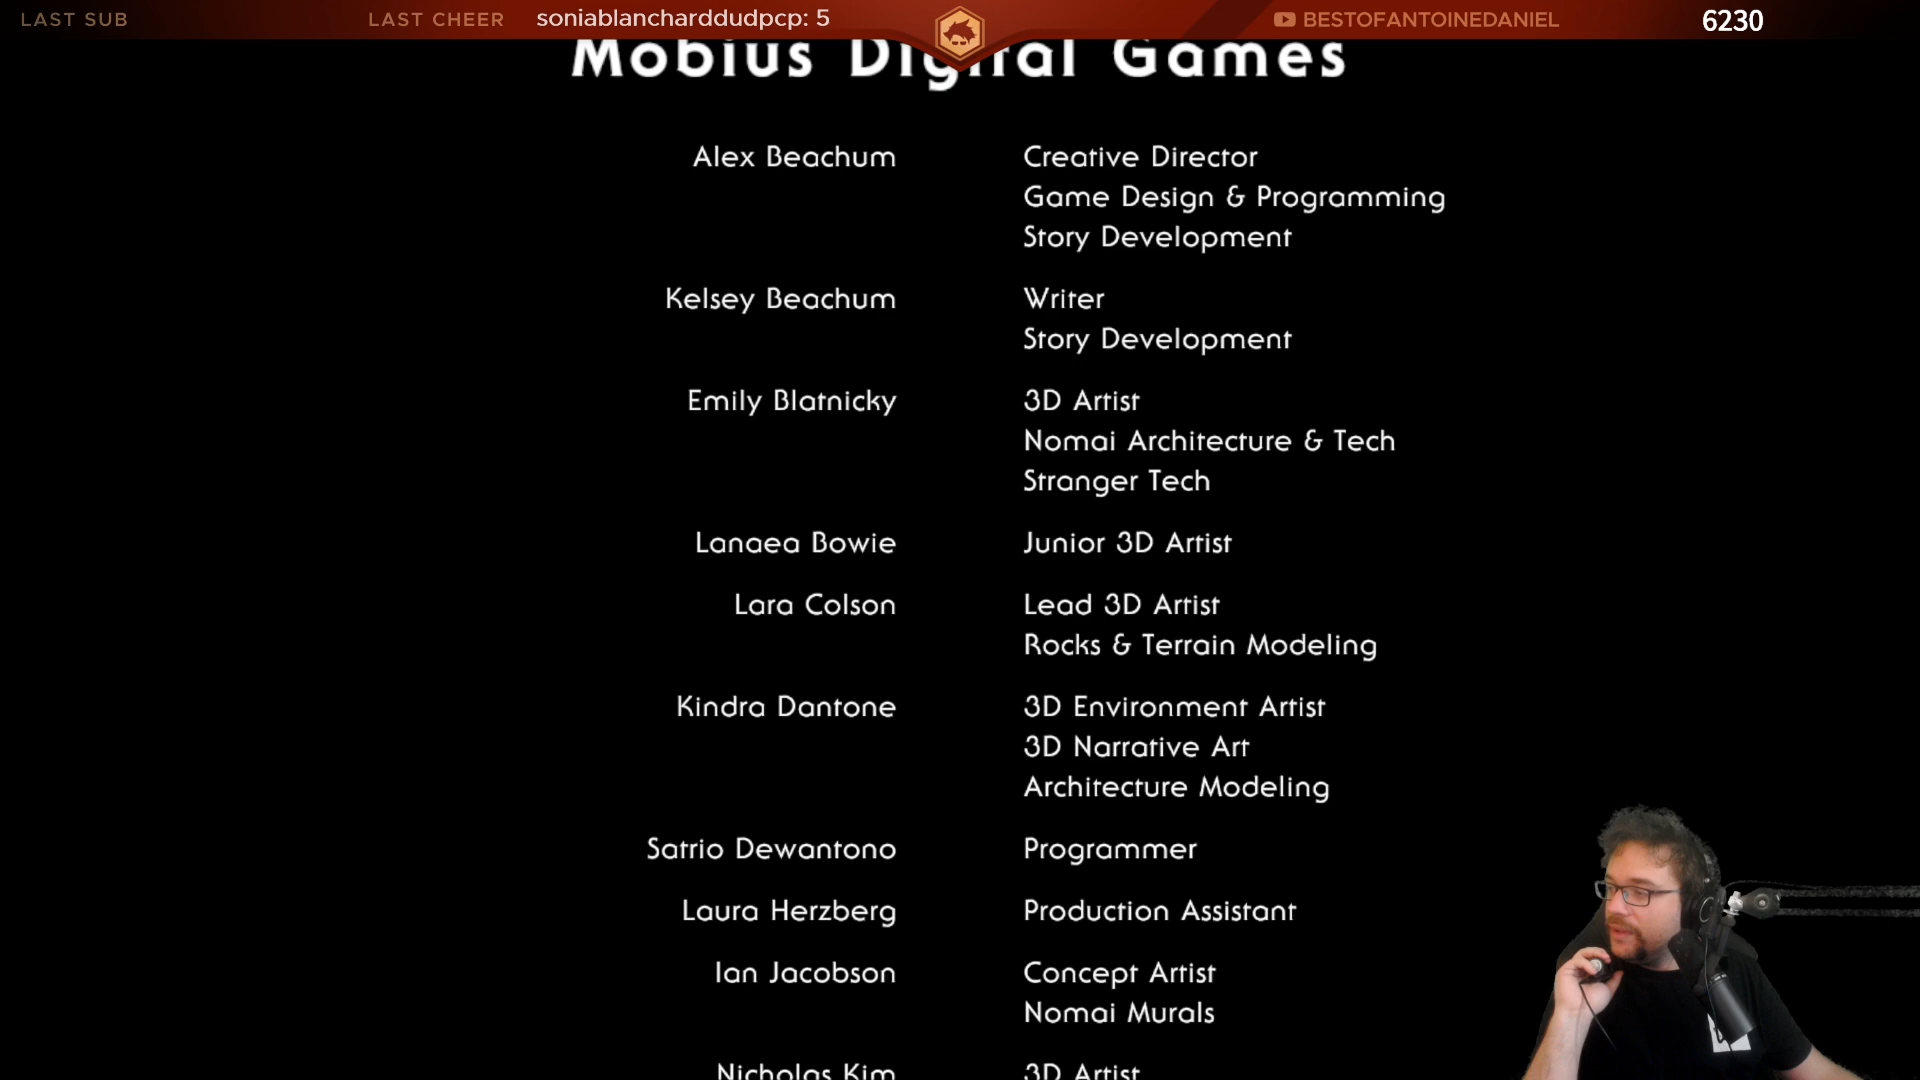 LAST SUB
LAST CHEER soniablancharddudpcp: 5
BESTOFANTOINEDANIEL
6230
Mobius Digital Games
Alex Beachum Creative Director
Game Design & Programming
Story Development
Kelsey Beachum Writer
Story Development
Emily Blatnicky 3D Artist
Nomai Architecture & Tech
Stranger Tech
Lanaea Bowie Junior 3D Artist
Lara Colson Lead 3D Artist
Rocks & Terrain Modeling
Kindra Dantone 3D Environment Artist
3D Narrative Art
Architecture Modeling
Satrio Dewantono Programmer
Laura Herzberg Production Assistant
Ian Jacobson Concept Artist
Nomai Murals
Nicholas Kim 3D Artist